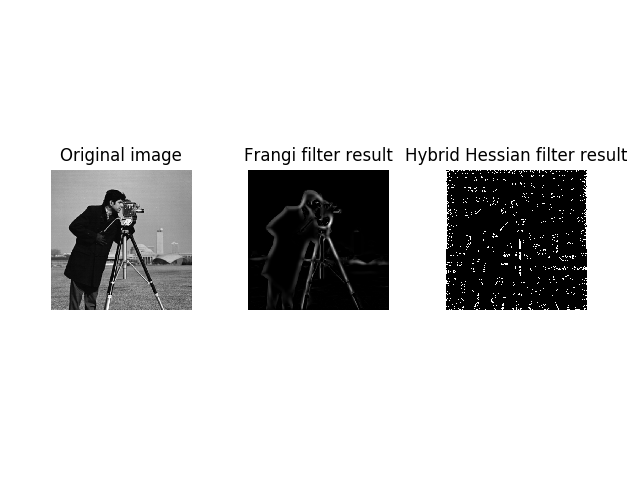 Original image
Frangi filter result
Hybrid Hessian filter result